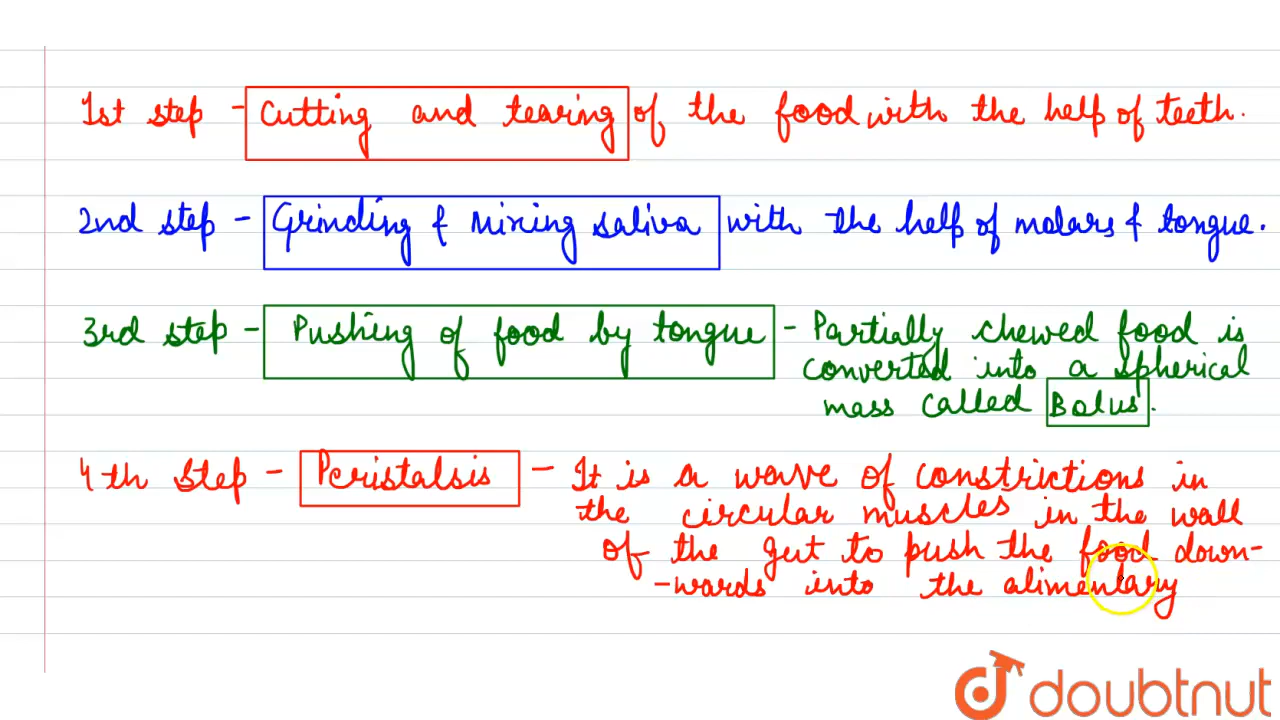 1st step - Cutting and tearing of the food with the help of teeth.
2nd step - Grinding & Mixing saliva with the help of molars & tongue.
3rd step - Pushing of food by tongue - Partially chewed food is
converted into a spherical
mass called Bolus.
4th step - Peristalsis - It is a wave of constrictions in
the circular muscles in the wall
of the gut to push the food down-
-wards into the alimentary
doubtnut